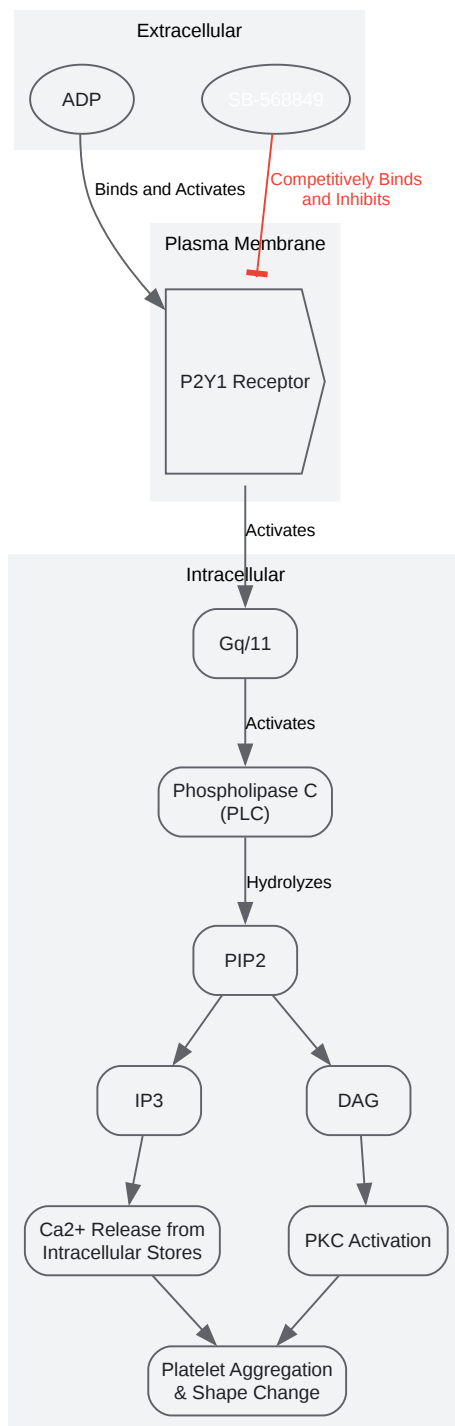 Extracellular
ADP
SB-568849
Binds and Activates
Competitively Binds
and Inhibits
Plasma Membrane
P2Y1 Receptor
Activates
Intracellular
Gq/11
Activates
Phospholipase C
(PLC)
Hydrolyzes
PIP2
IP3
DAG
Ca2+ Release from
Intracellular Stores
PKC Activation
Platelet Aggregation
& Shape Change